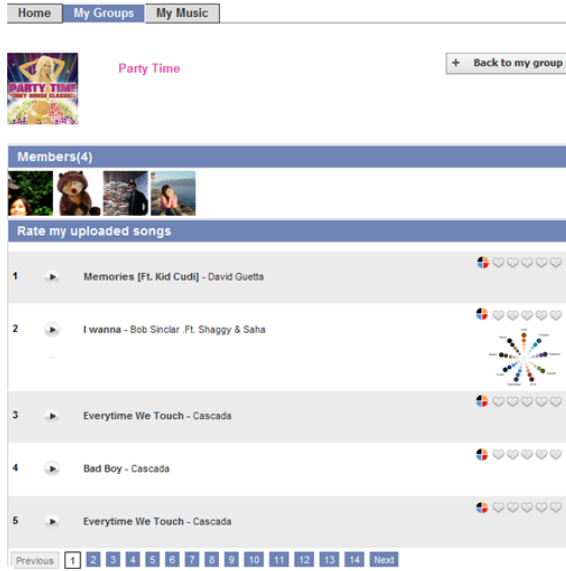 Home My Groups My Music
Party Time
+ Back to my group
PARTY TIME
FUNKY HOUSE CLASSICS
Members(4)
Rate my uploaded songs
1 Memories [Ft. Kid Cudi] - David Guetta
2 I wanna - Bob Sinclar .Ft. Shaggy & Saha
3 Everytime We Touch - Cascada
4 Bad Boy - Cascada
5 Everytime We Touch - Cascada
Previous 1 2 3 4 5 6 7 8 9 10 11 12 13 14 Next